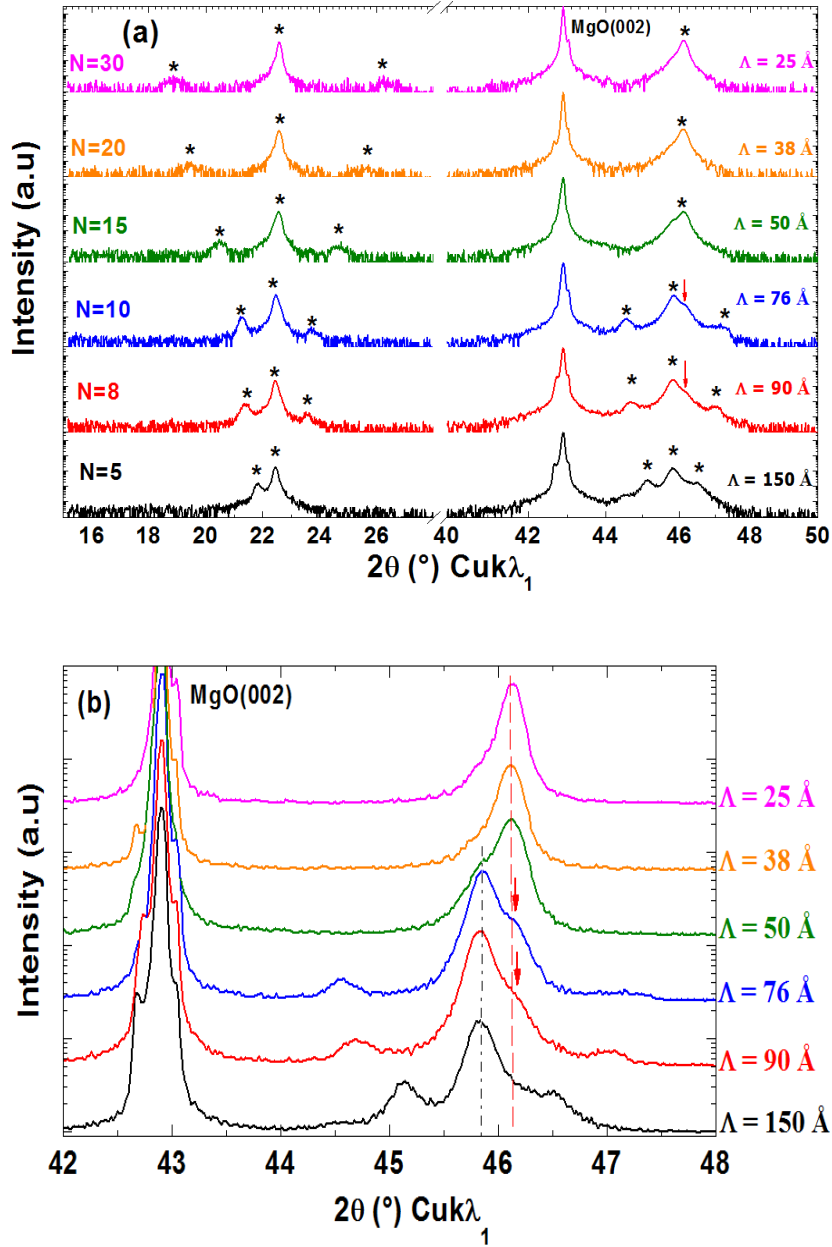 (a)
MgO(002)
N=30
Λ = 25 Å
N=20
Λ = 38 Å
N=15
Λ = 50 Å
N=10
Λ = 76 Å
N=8
Λ = 90 Å
N=5
Λ = 150 Å
Intensity (a.u)
16 18 20 22 24 26 40 42 44 46 48 50
2θ (°) Cukλ1
(b)
MgO(002)
Λ = 25 Å
Λ = 38 Å
Λ = 50 Å
Λ = 76 Å
Λ = 90 Å
Λ = 150 Å
Intensity (a.u)
42 43 44 45 46 47 48
2θ (°) Cukλ1